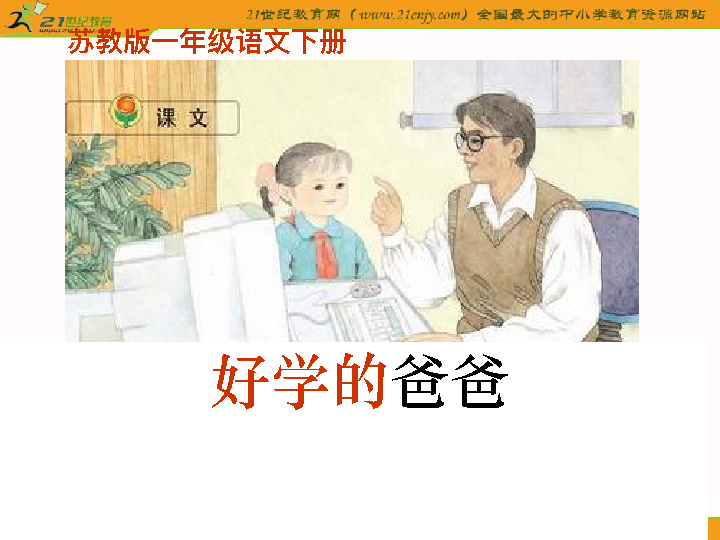 21世纪教育
21世纪教育网（www.21cnjy.com）全国最大的中小学教育资源网站
苏教版一年级语文下册
课 文
好学的爸爸